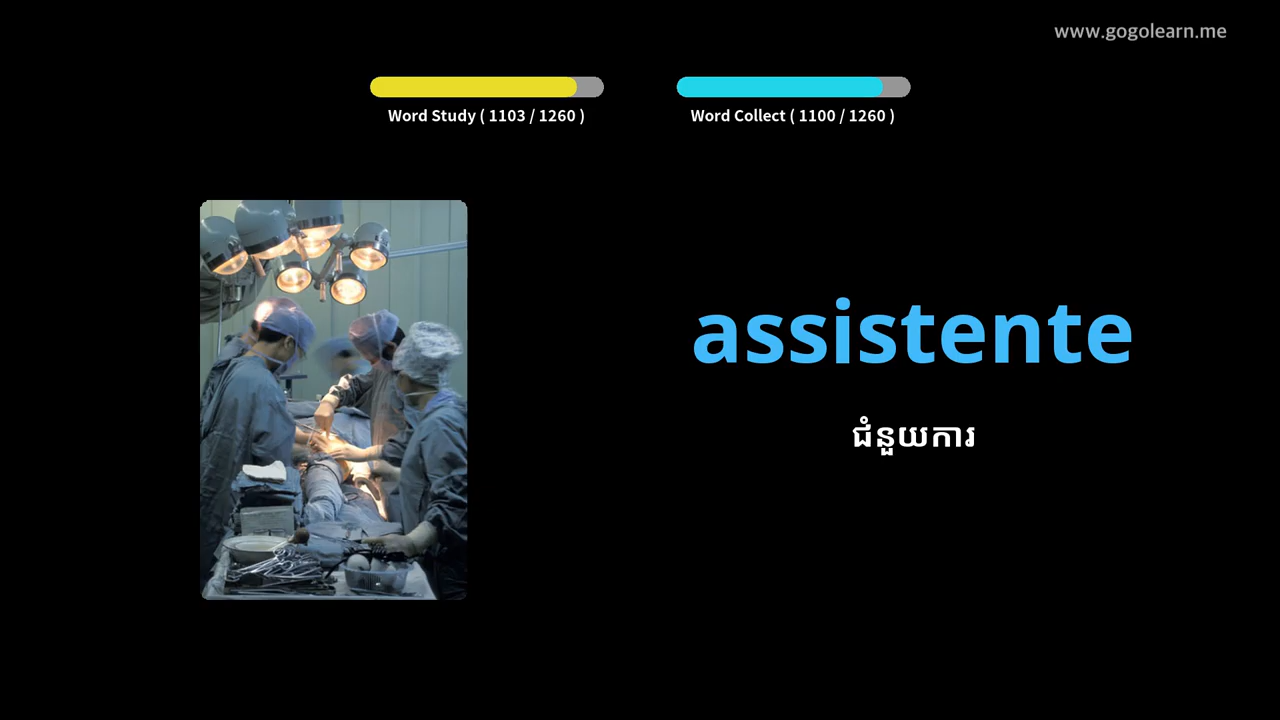 www.gogolearn.me
Word Study ( 1103 / 1260 )
Word Collect ( 1100 / 1260 )
assistente
ជំនួយការ